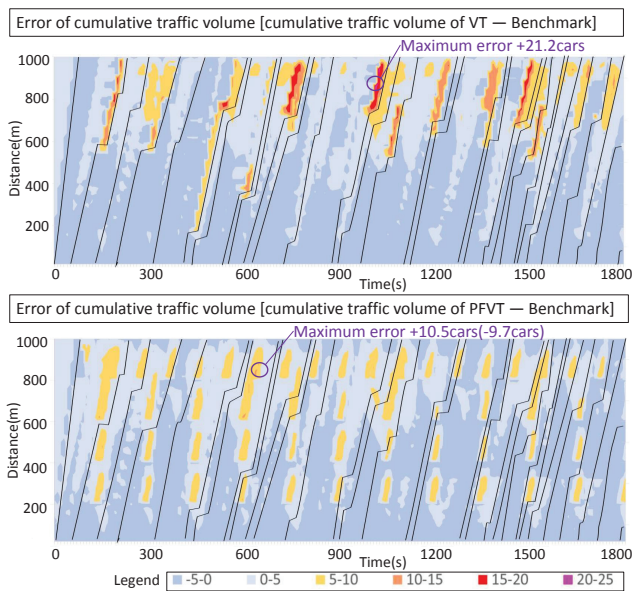 Error of cumulative traffic volume [cumulative traffic volume of VT — Benchmark]
Maximum error +21.2cars
1000
800
600
400
200
Distance(m)
0 300 600 900 1200 1500 1800
Time(s)
Error of cumulative traffic volume [cumulative traffic volume of PFVT — Benchmark]
Maximum error +10.5cars(-9.7cars)
1000
800
600
400
200
Distance(m)
0 300 600 900 1200 1500 1800
Time(s)
Legend -5-0 0-5 5-10 10-15 15-20 20-25